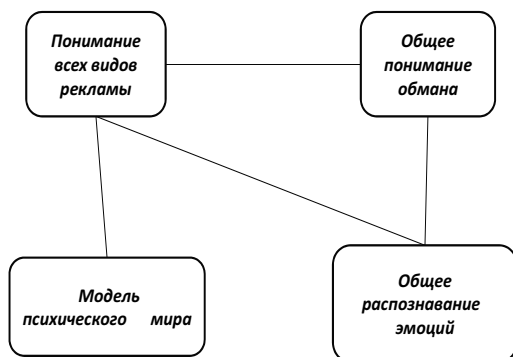 Понимание
всех видов
рекламы
Общее
понимание
обмана
Модель
психического мира
Общее
распознавание
эмоций